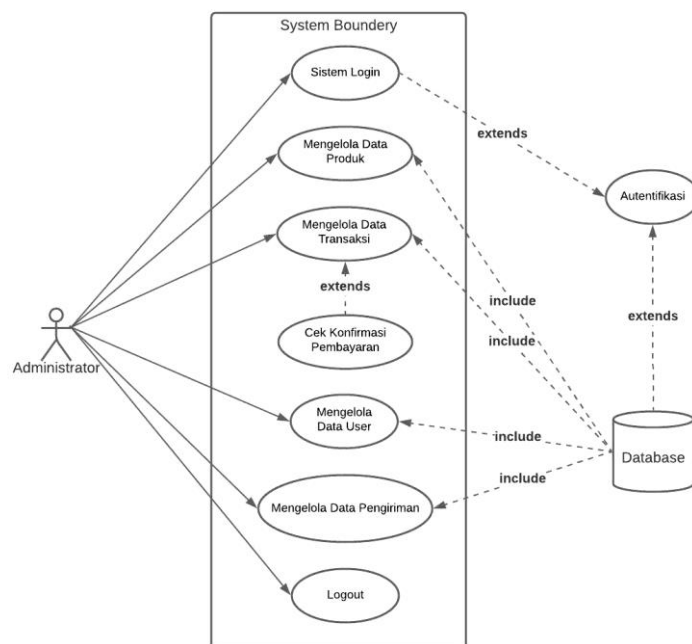 System Boundery
Sistem Login
extends
Mengelola Data
Produk
Autentifikasi
Mengelola Data
Transaksi
extends
include
extends
Cek Konfirmasi
Pembayaran
include
Administrator
Mengelola
Data User
include
Database
include
Mengelola Data Pengiriman
Logout